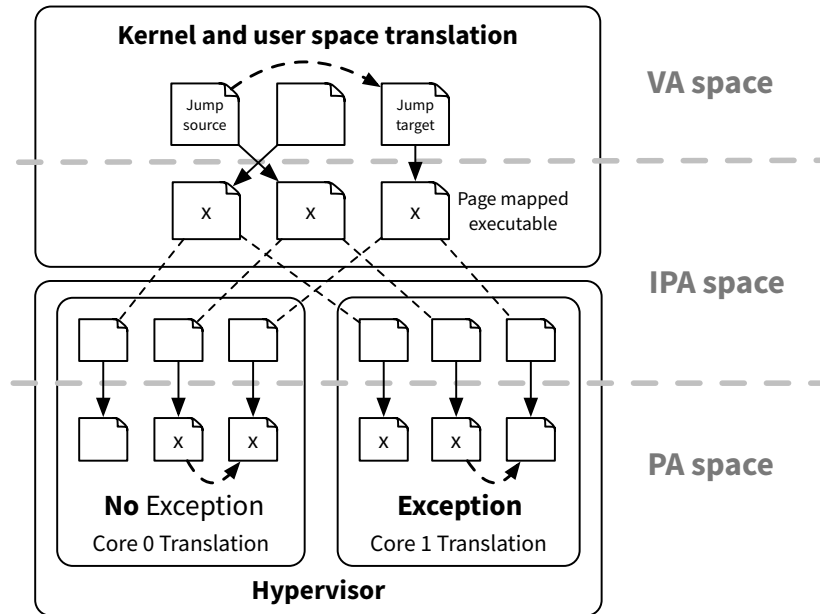 Kernel and user space translation
VA space
Jump
source
Jump
target
x
x
x
Page mapped
executable
IPA space
x
x
x
x
PA space
No Exception
Exception
Core 0 Translation
Core 1 Translation
Hypervisor